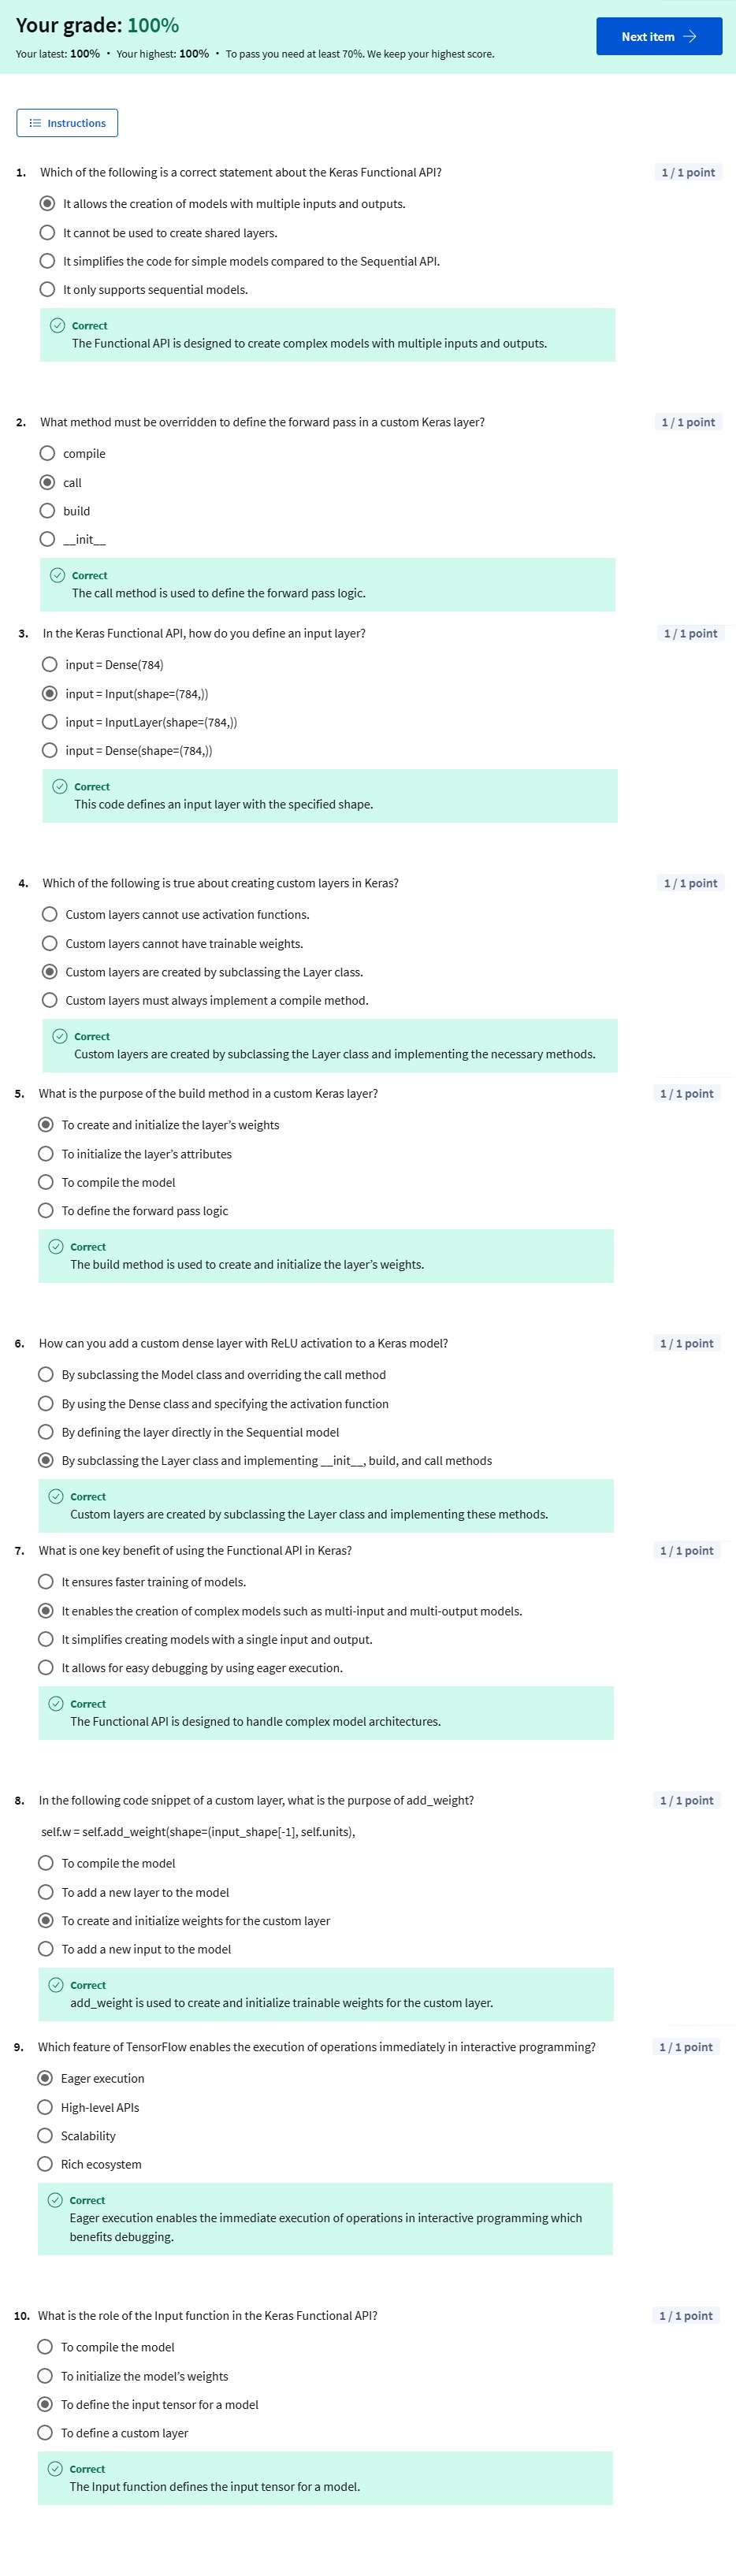 Your grade: 100%
Your latest: 100% • Your highest: 100% • To pass you need at least 70%. We keep your highest score.
Next item →
Instructions
1. Which of the following is a correct statement about the Keras Functional API? 1 / 1 point
It allows the creation of models with multiple inputs and outputs.
It cannot be used to create shared layers.
It simplifies the code for simple models compared to the Sequential API.
It only supports sequential models.
Correct
The Functional API is designed to create complex models with multiple inputs and outputs.
2. What method must be overridden to define the forward pass in a custom Keras layer? 1 / 1 point
compile
call
build
__init__
Correct
The call method is used to define the forward pass logic.
3. In the Keras Functional API, how do you define an input layer? 1 / 1 point
input = Dense(784)
input = Input(shape=(784,))
input = InputLayer(shape=(784,))
input = Dense(shape=(784,))
Correct
This code defines an input layer with the specified shape.
4. Which of the following is true about creating custom layers in Keras? 1 / 1 point
Custom layers cannot use activation functions.
Custom layers cannot have trainable weights.
Custom layers are created by subclassing the Layer class.
Custom layers must always implement a compile method.
Correct
Custom layers are created by subclassing the Layer class and implementing the necessary methods.
5. What is the purpose of the build method in a custom Keras layer? 1 / 1 point
To create and initialize the layer’s weights
To initialize the layer’s attributes
To compile the model
To define the forward pass logic
Correct
The build method is used to create and initialize the layer’s weights.
6. How can you add a custom dense layer with ReLU activation to a Keras model? 1 / 1 point
By subclassing the Model class and overriding the call method
By using the Dense class and specifying the activation function
By defining the layer directly in the Sequential model
By subclassing the Layer class and implementing __init__, build, and call methods
Correct
Custom layers are created by subclassing the Layer class and implementing these methods.
7. What is one key benefit of using the Functional API in Keras? 1 / 1 point
It ensures faster training of models.
It enables the creation of complex models such as multi-input and multi-output models.
It simplifies creating models with a single input and output.
It allows for easy debugging by using eager execution.
Correct
The Functional API is designed to handle complex model architectures.
8. In the following code snippet of a custom layer, what is the purpose of add_weight? 1 / 1 point
self.w = self.add_weight(shape=(input_shape[-1], self.units),
To compile the model
To add a new layer to the model
To create and initialize weights for the custom layer
To add a new input to the model
Correct
add_weight is used to create and initialize trainable weights for the custom layer.
9. Which feature of TensorFlow enables the execution of operations immediately in interactive programming? 1 / 1 point
Eager execution
High-level APIs
Scalability
Rich ecosystem
Correct
Eager execution enables the immediate execution of operations in interactive programming which
benefits debugging.
10. What is the role of the Input function in the Keras Functional API? 1 / 1 point
To compile the model
To initialize the model’s weights
To define the input tensor for a model
To define a custom layer
Correct
The Input function defines the input tensor for a model.